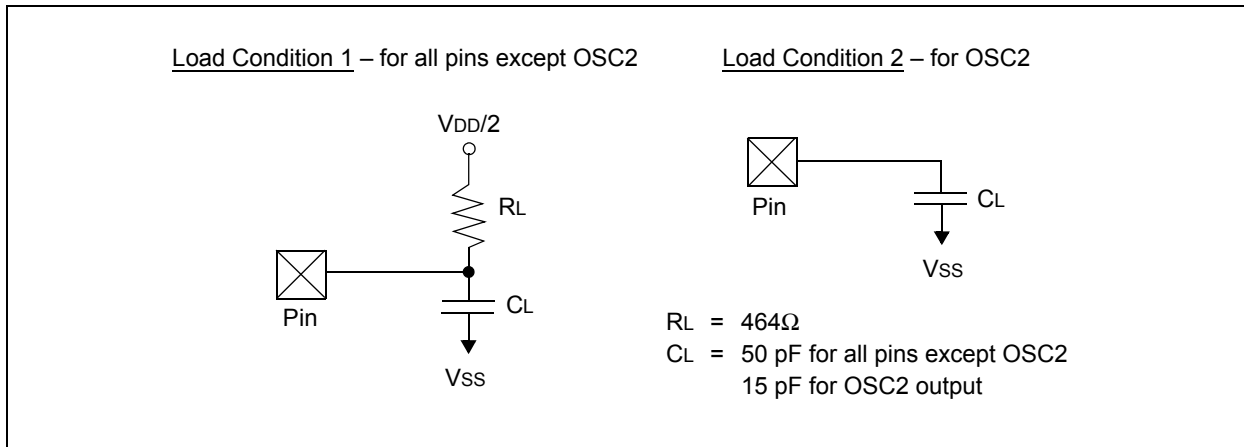 Load Condition 1 – for all pins except OSC2
Load Condition 2 – for OSC2
VDD/2
RL
Pin
CL
VSS
Pin
CL
VSS
RL = 464Ω
CL = 50 pF for all pins except OSC2
15 pF for OSC2 output